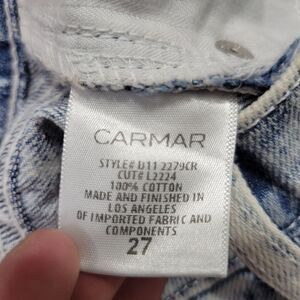 CARMAR
STYLE# D11 2279CR
CUT# L2224
100% COTTON
MADE AND FINISHED IN
LOS ANGELES
OF IMPORTED FABRIC AND
COMPONENTS
27